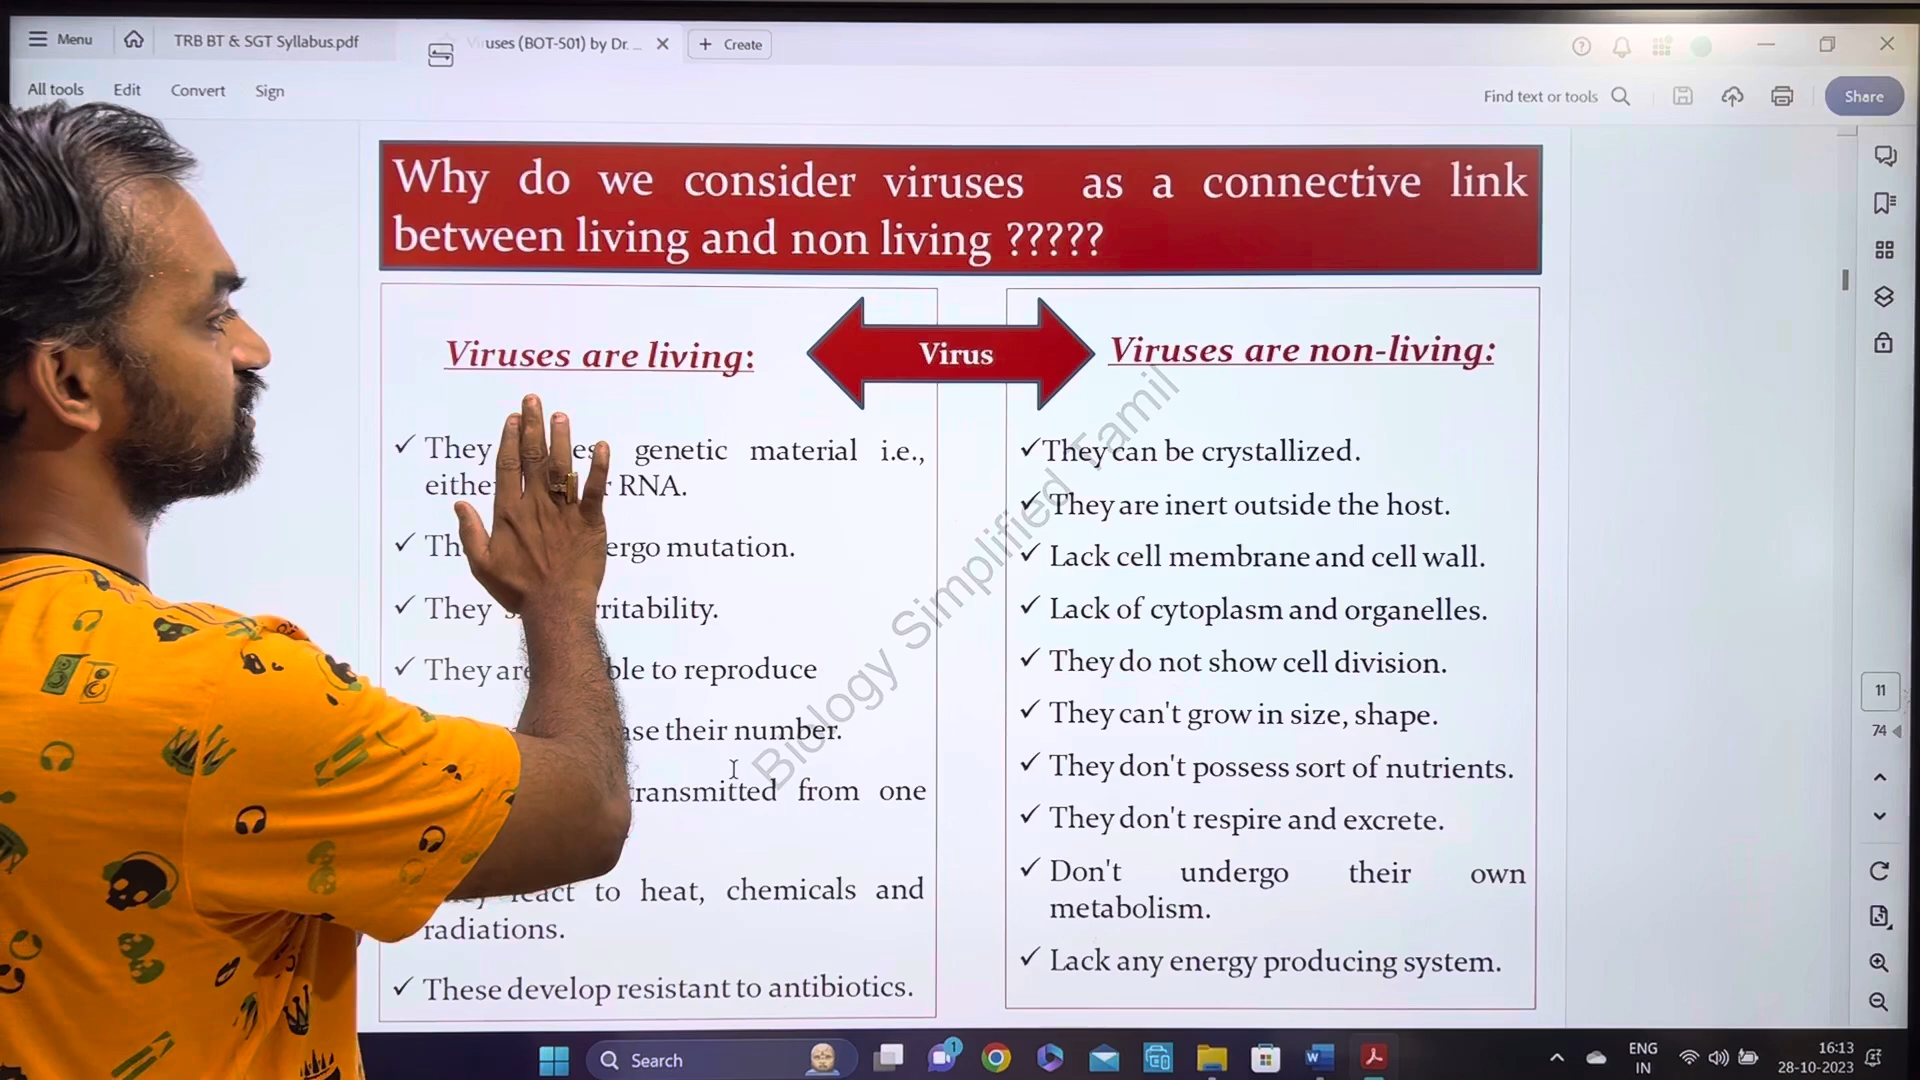 Menu
TRB BT & SGT Syllabus.pdf
Viruses (BOT-501) by Dr. ...
+ Create
All tools
Edit
Convert
Sign
Find text or tools
Share
Why do we consider viruses as a connective link
between living and non living ?????
Viruses are living:
Virus
Viruses are non-living:
✓ They genetic material i.e.,
RNA.
✓ mutation.
✓ They
✓ They are to reproduce
their number.
transmitted from one
react to heat, chemicals and
radiations.
✓ These develop resistant to antibiotics.
✓ They can be crystallized.
✓ They are inert outside the host.
✓ Lack cell membrane and cell wall.
✓ Lack of cytoplasm and organelles.
✓ They do not show cell division.
✓ They can't grow in size, shape.
✓ They don't possess sort of nutrients.
✓ They don't respire and excrete.
✓ Don't undergo their own
metabolism.
✓ Lack any energy producing system.
Biology Simplified Tamil
11
74
Search
1
ENG
IN
16:13
28-10-2023